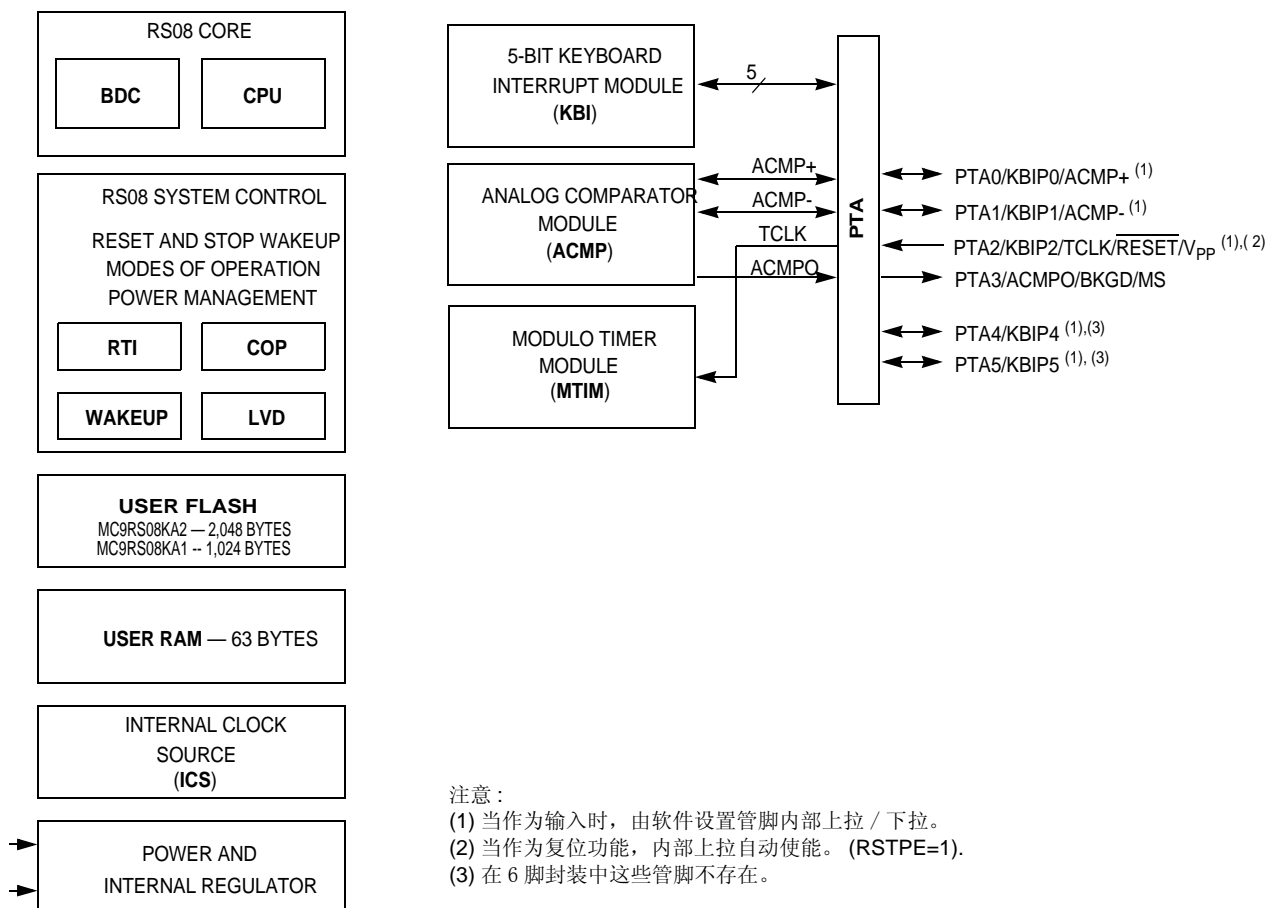 RS08 CORE
BDC
CPU
RS08 SYSTEM CONTROL
RESET AND STOP WAKEUP
MODES OF OPERATION
POWER MANAGEMENT
RTI
COP
WAKEUP
LVD
USER FLASH
MC9RS08KA2 — 2,048 BYTES
MC9RS08KA1 -- 1,024 BYTES
USER RAM — 63 BYTES
INTERNAL CLOCK
SOURCE
(ICS)
POWER AND
INTERNAL REGULATOR
5-BIT KEYBOARD
INTERRUPT MODULE
(KBI)
5
ANALOG COMPARATOR
MODULE
(ACMP)
ACMP+
ACMP-
TCLK
ACMPO
MODULO TIMER
MODULE
(MTIM)
PTA
PTA0/KBIP0/ACMP+ (1)
PTA1/KBIP1/ACMP- (1)
PTA2/KBIP2/TCLK/RESET/VPP (1),( 2)
PTA3/ACMPO/BKGD/MS
PTA4/KBIP4 (1),(3)
PTA5/KBIP5 (1), (3)
注意 :
(1) 当作为输入时，由软件设置管脚内部上拉 / 下拉。
(2) 当作为复位功能，内部上拉自动使能。 (RSTPE=1).
(3) 在 6 脚封装中这些管脚不存在。